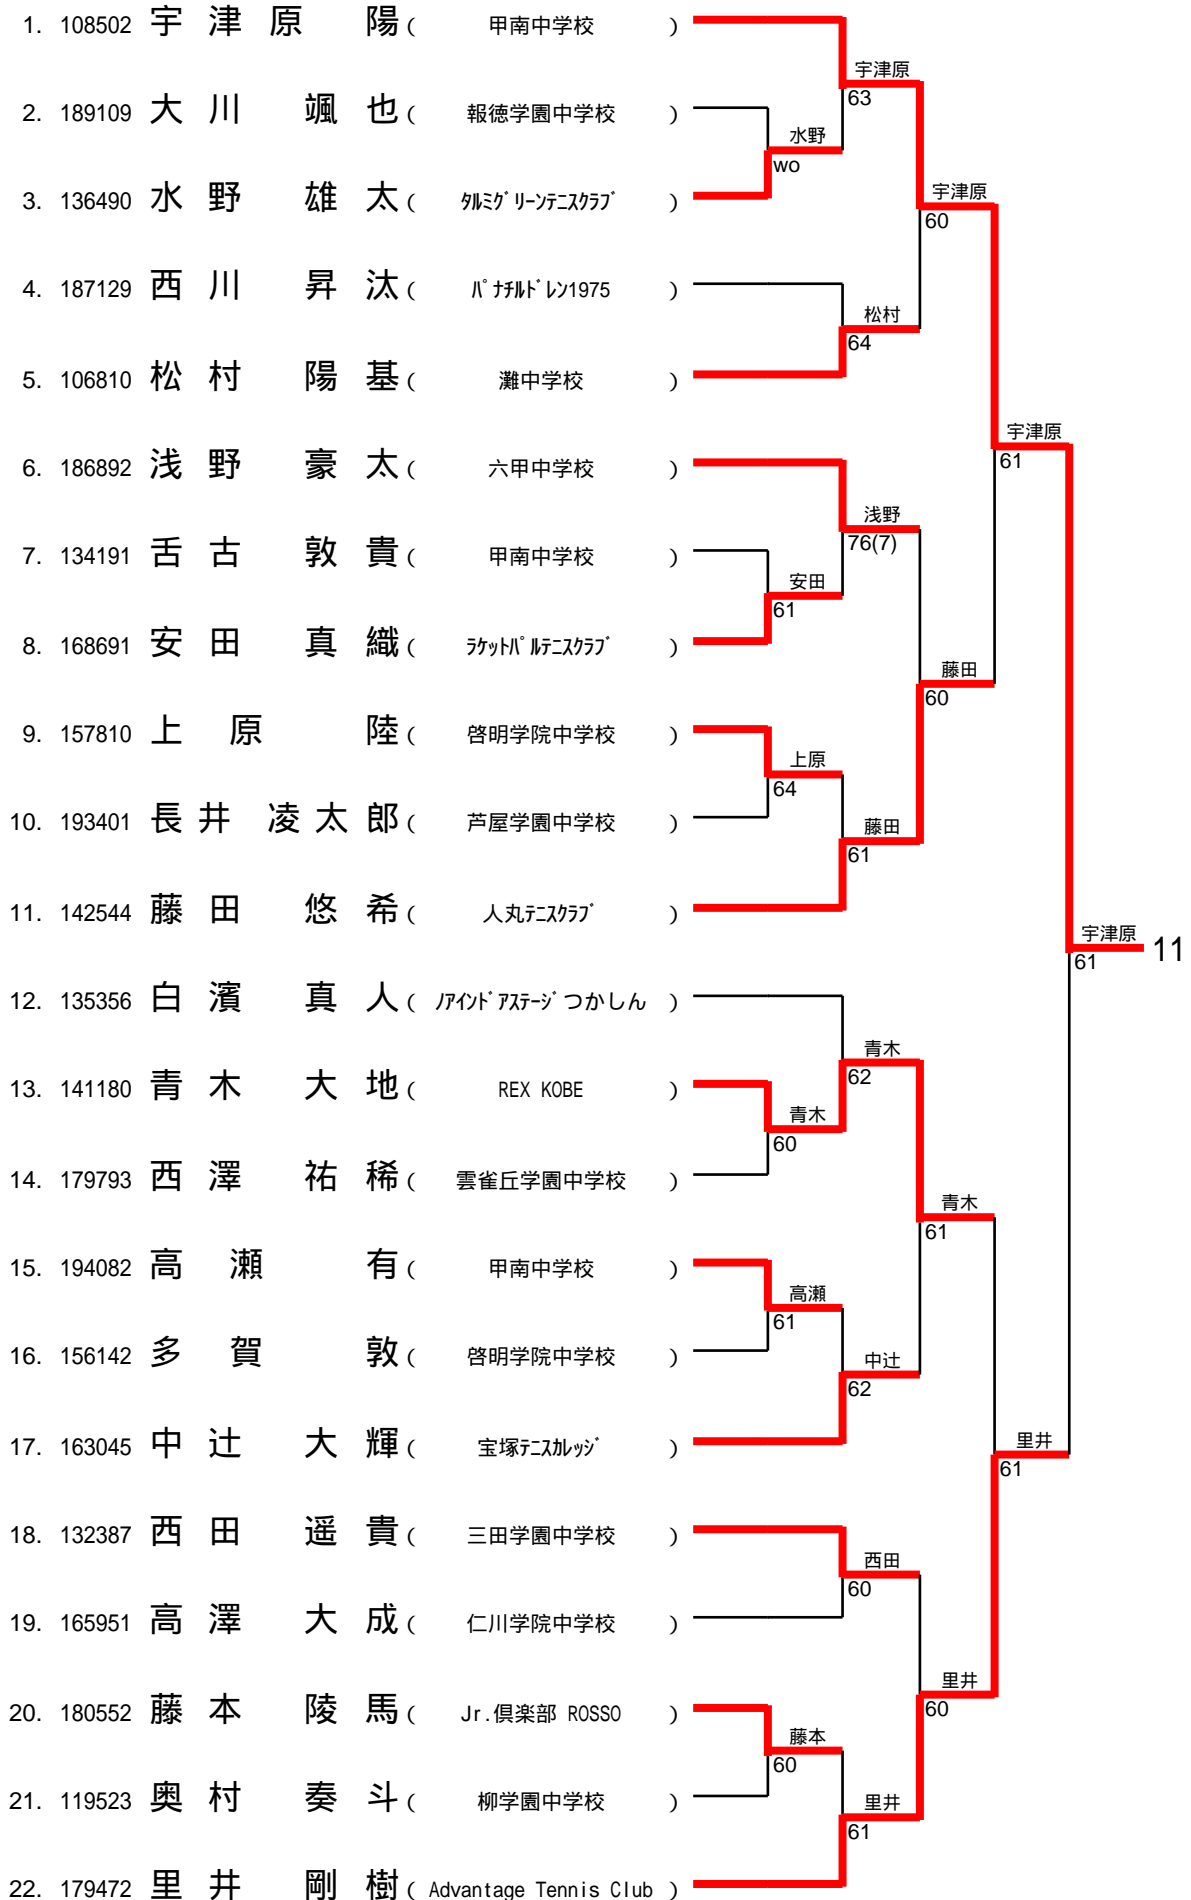 1. 108502 宇津原 陽 ( 甲南中学校 )
宇津原
63
2. 189109 大川 颯也 ( 報徳学園中学校 )
水野
wo
3. 136490 水野 雄太 ( ﾀﾙﾐｸﾞﾘｰﾝﾃﾆｽｸﾗﾌﾞ )
宇津原
60
4. 187129 西川 昇汰 ( ﾊﾟﾅﾁﾙﾄﾞﾚﾝ1975 )
松村
64
5. 106810 松村 陽基 ( 灘中学校 )
宇津原
61
6. 186892 浅野 豪太 ( 六甲中学校 )
浅野
76(7)
7. 134191 舌古 敦貴 ( 甲南中学校 )
安田
61
8. 168691 安田 真織 ( ﾗｹｯﾄﾊﾟﾙﾃﾆｽｸﾗﾌﾞ )
藤田
60
9. 157810 上原 陸 ( 啓明学院中学校 )
上原
64
10. 193401 長井 凌太郎 ( 芦屋学園中学校 )
藤田
61
11. 142544 藤田 悠希 ( 人丸ﾃﾆｽｸﾗﾌﾞ )
宇津原
61 11
12. 135356 白濱 真人 ( ﾉｱｲﾝﾄﾞｱｽﾃｰｼﾞつかしん )
青木
62
13. 141180 青木 大地 ( REX KOBE )
青木
60
14. 179793 西澤 祐稀 ( 雲雀丘学園中学校 )
青木
61
15. 194082 高瀬 有 ( 甲南中学校 )
高瀬
61
16. 156142 多賀 敦 ( 啓明学院中学校 )
中辻
62
17. 163045 中辻 大輝 ( 宝塚ﾃﾆｽｶﾚｯｼﾞ )
里井
61
18. 132387 西田 遥貴 ( 三田学園中学校 )
西田
60
19. 165951 高澤 大成 ( 仁川学院中学校 )
里井
60
20. 180552 藤本 陵馬 ( Jr.倶楽部 ROSSO )
藤本
60
21. 119523 奥村 奏斗 ( 柳学園中学校 )
里井
61
22. 179472 里井 剛樹 ( Advantage Tennis Club )